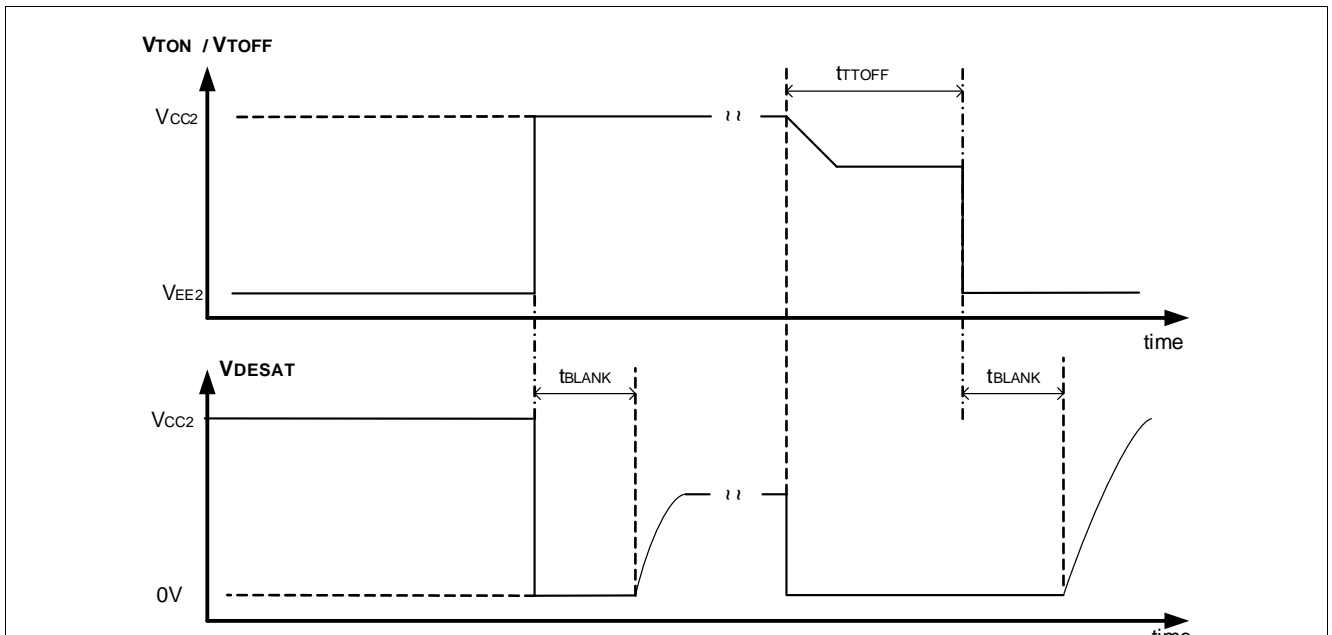 VTON / VTOFF
tTTOFF
VCC2
VEE2
time
VDESAT
tBLANK
tBLANK
VCC2
0V
time